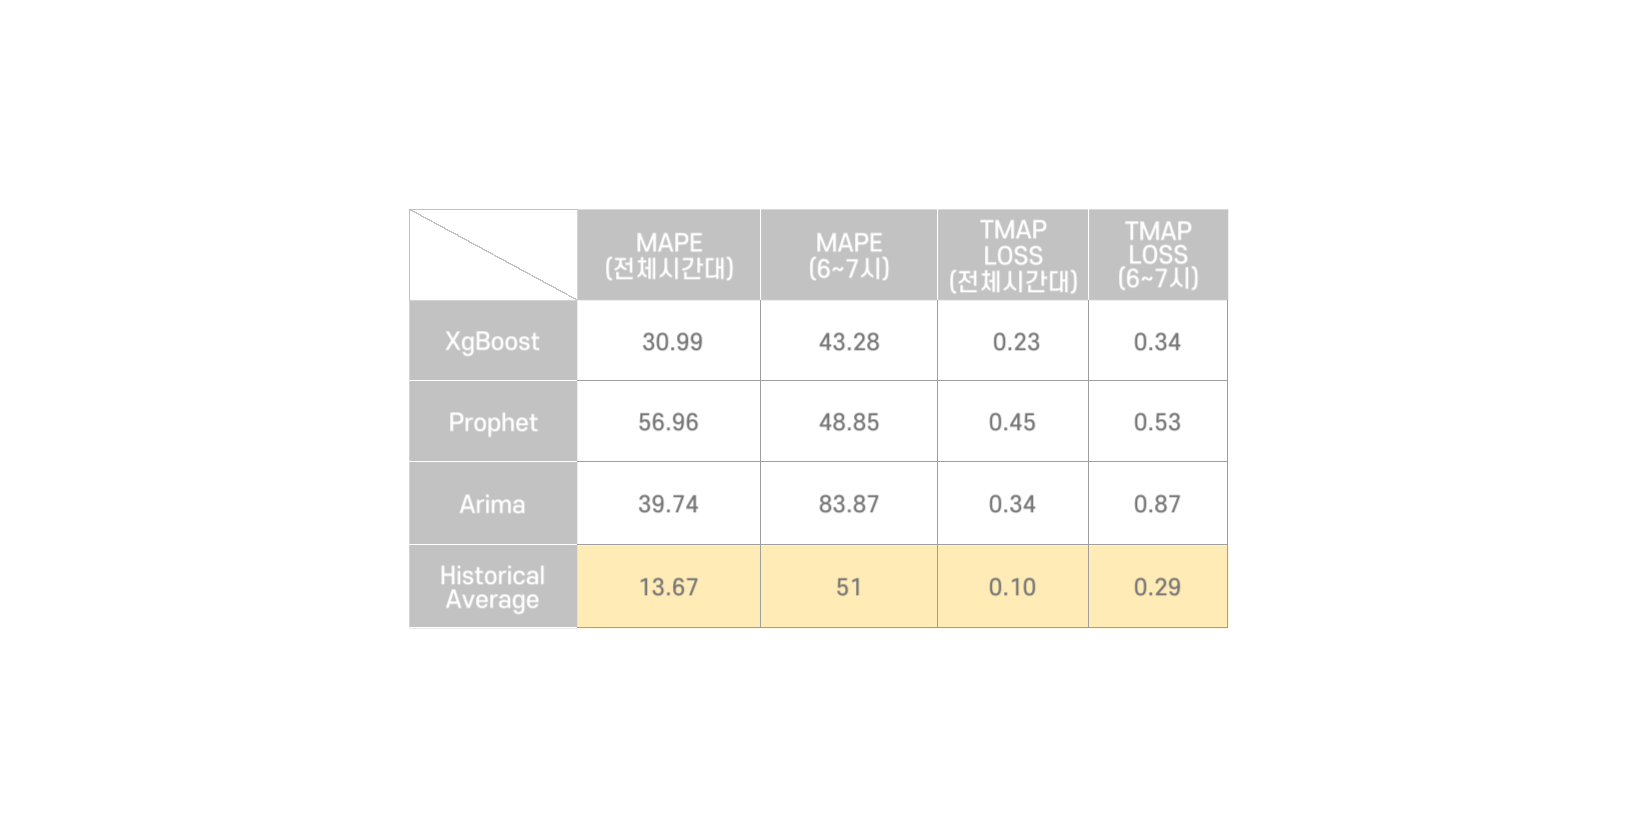 MAPE
(전체시간대)
MAPE
(6~7시)
TMAP
LOSS
(전체시간대)
TMAP
LOSS
(6~7시)
XgBoost
30.99
43.28
0.23
0.34
Prophet
56.96
48.85
0.45
0.53
Arima
39.74
83.87
0.34
0.87
Historical
Average
13.67
51
0.10
0.29